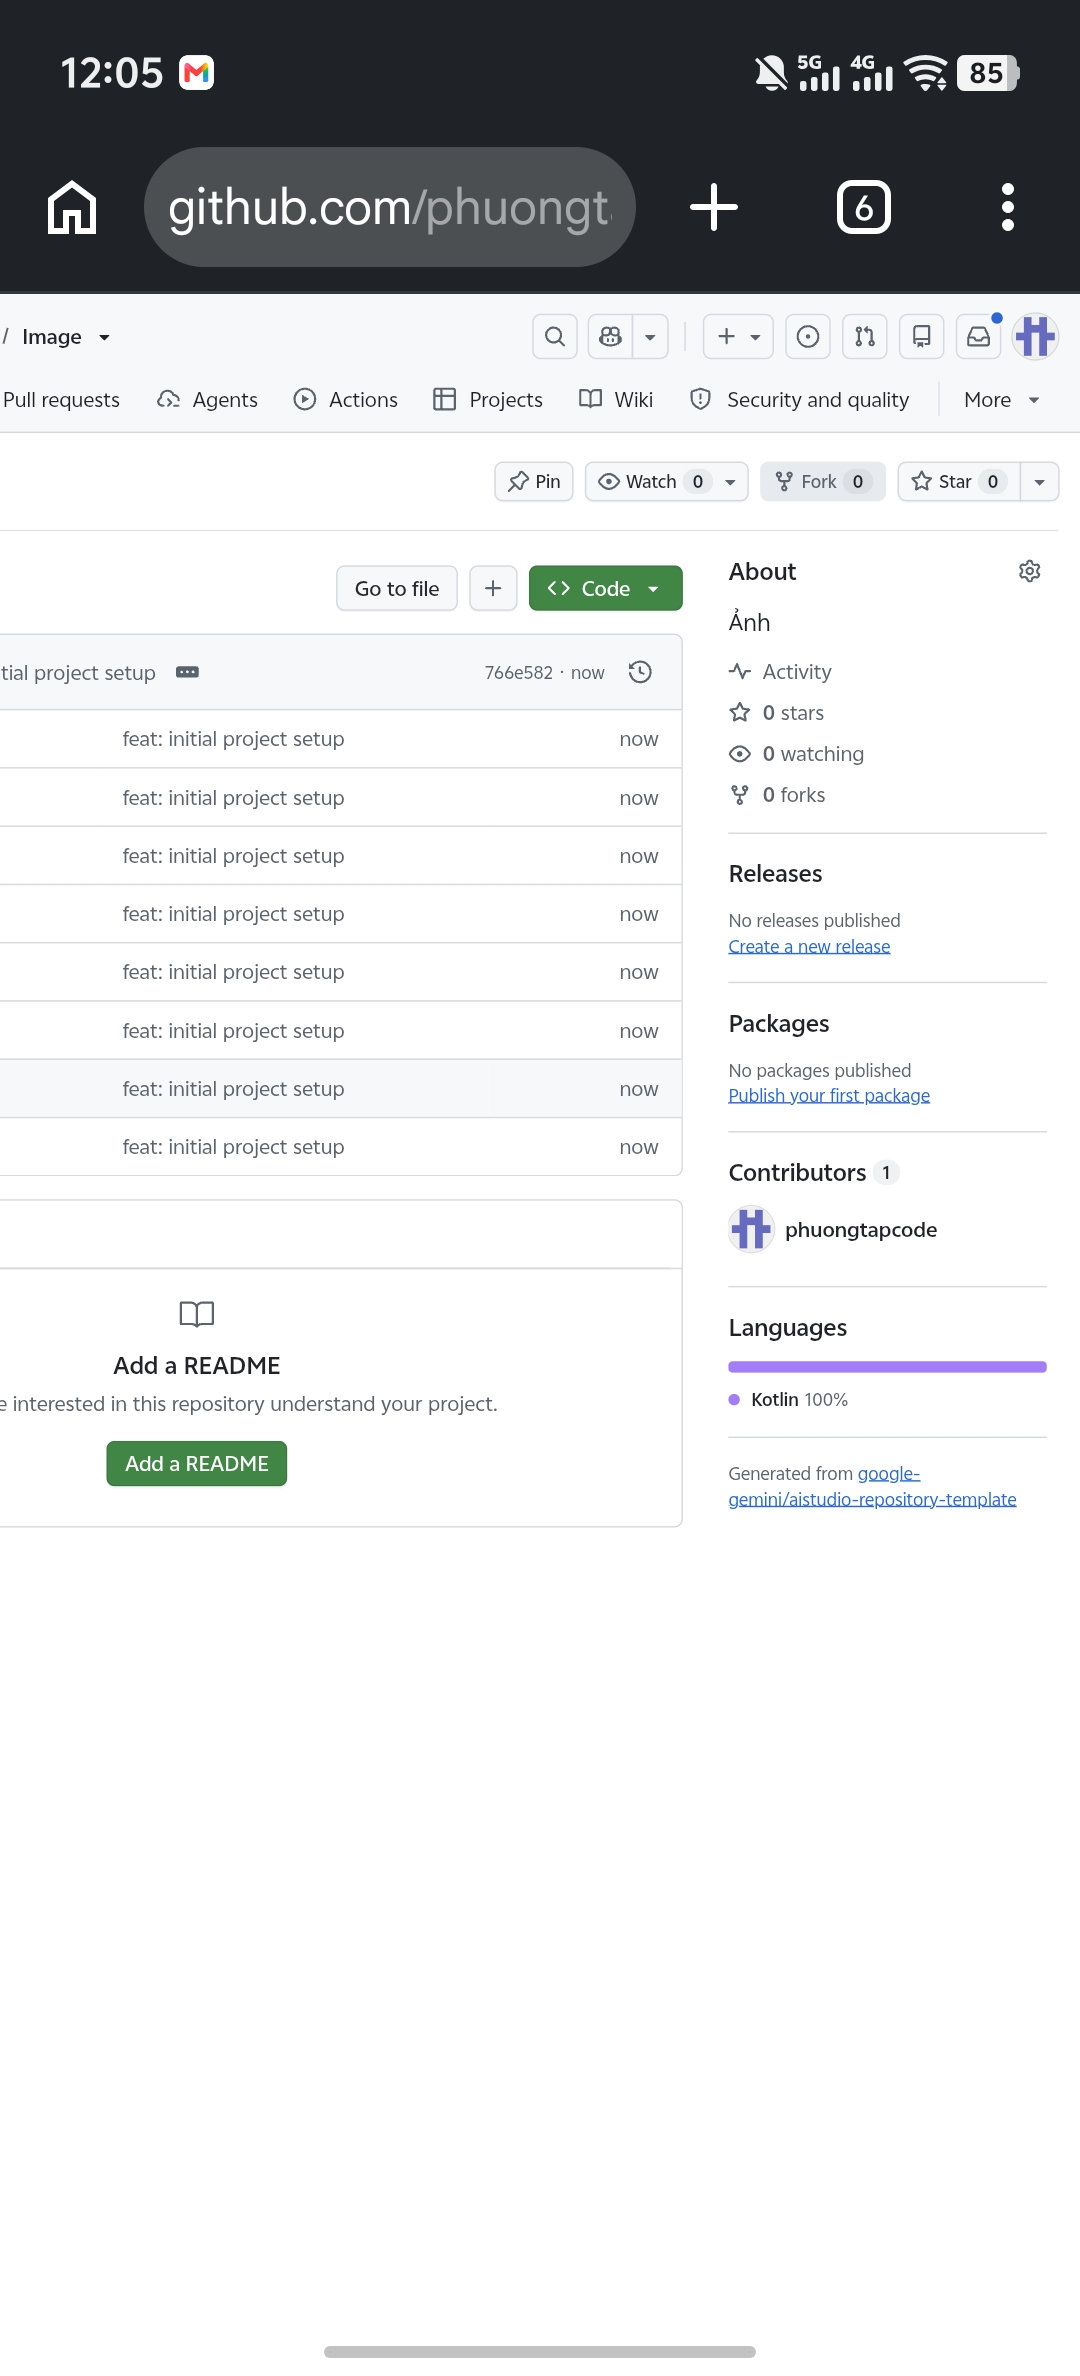 12:05
5G
4G
85
github.com/phuongt
6
/ Image
Pull requests
Agents
Actions
Projects
Wiki
Security and quality
More
Pin
Watch 0
Fork 0
Star 0
Go to file
Code
tial project setup
766e582 · now
feat: initial project setup now
feat: initial project setup now
feat: initial project setup now
feat: initial project setup now
feat: initial project setup now
feat: initial project setup now
feat: initial project setup now
feat: initial project setup now
Add a README
e interested in this repository understand your project.
Add a README
About
Ảnh
Activity
0 stars
0 watching
0 forks
Releases
No releases published
Create a new release
Packages
No packages published
Publish your first package
Contributors 1
phuongtapcode
Languages
Kotlin 100%
Generated from google-
gemini/aistudio-repository-template